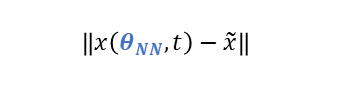 ‖x(θ_NN, t) − x̃‖